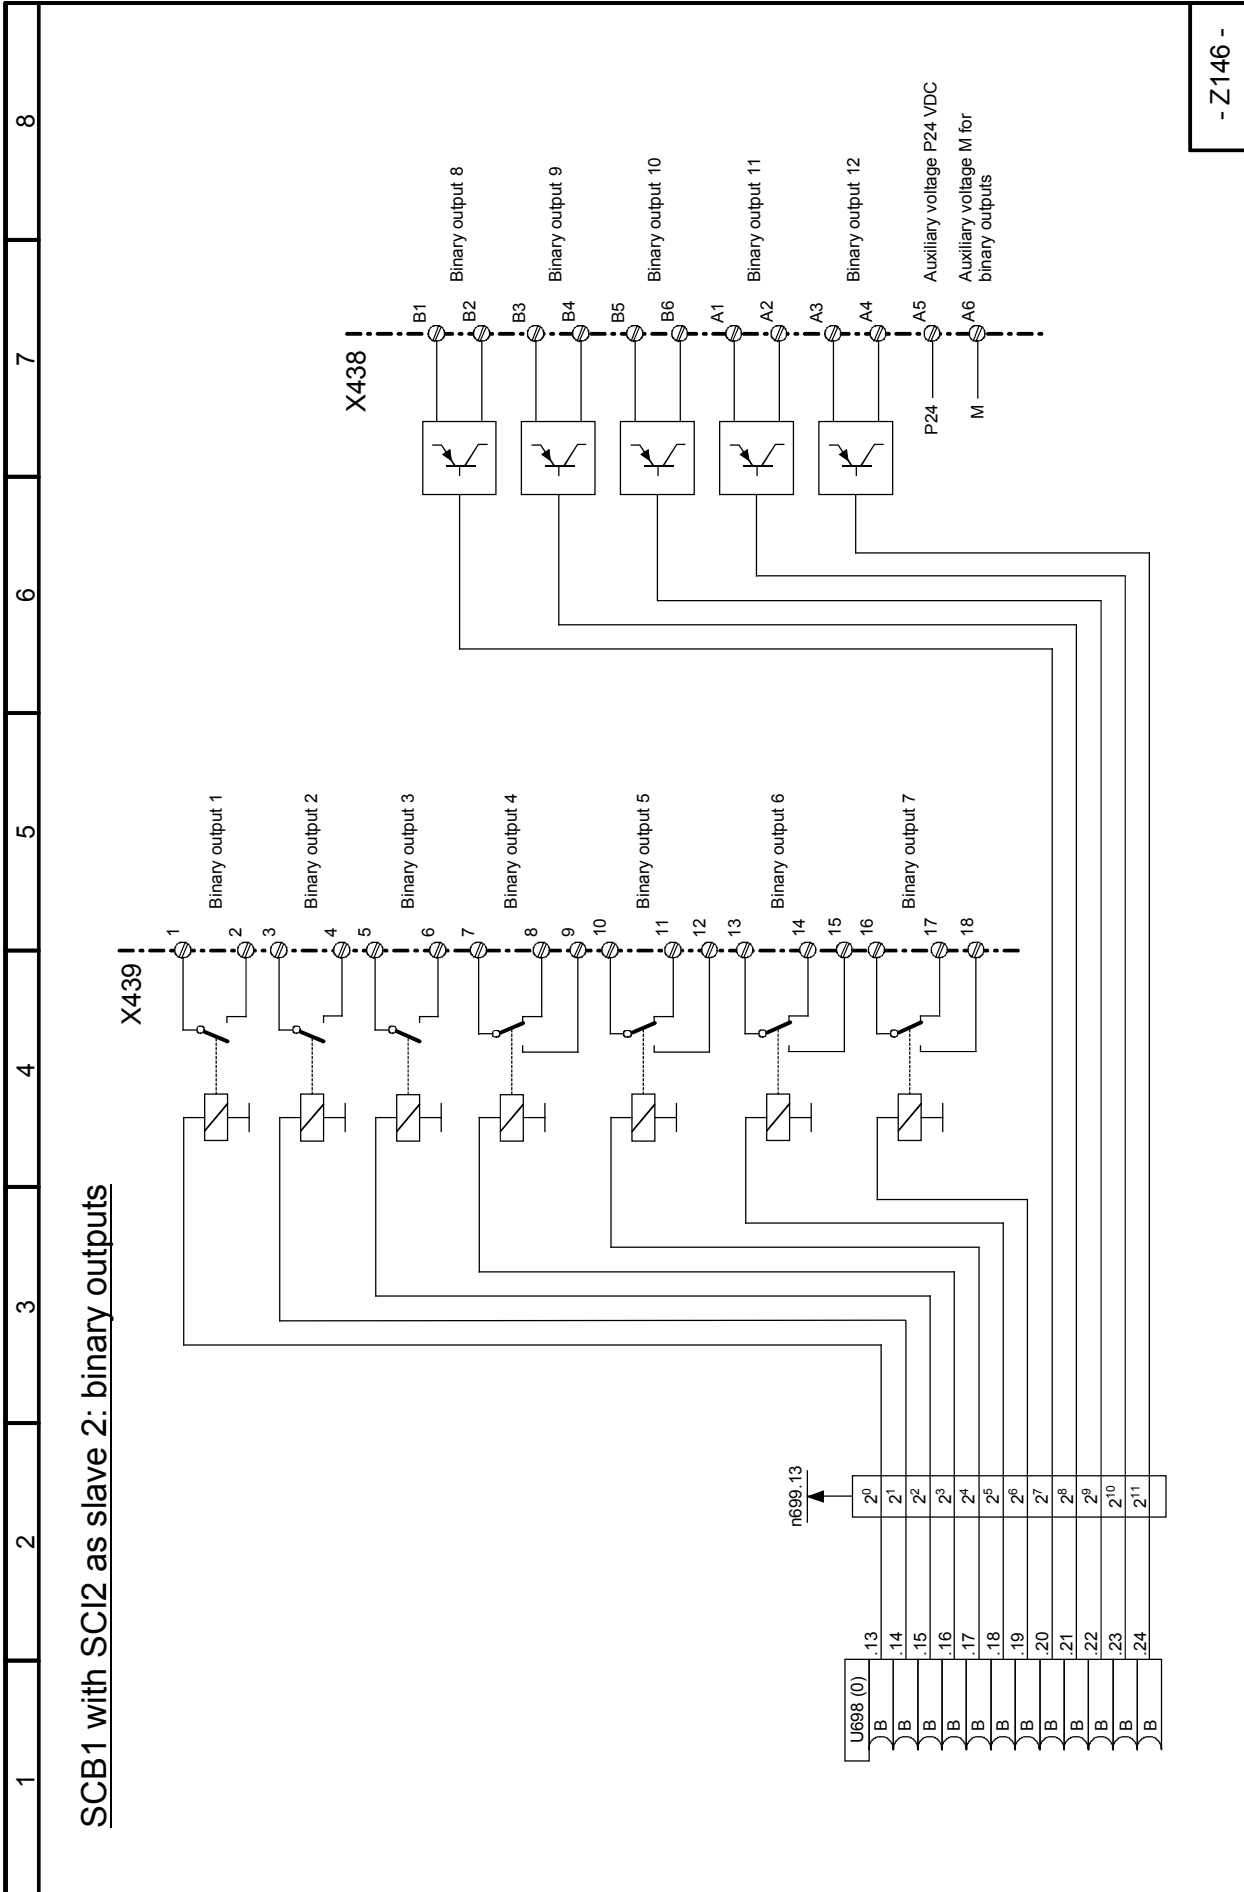 SCB1 with SCI2 as slave 2: binary outputs
U698 (0)
B .13
B .14
B .15
B .16
B .17
B .18
B .19
B .20
B .21
B .22
B .23
B .24
n699.13
2⁰
2¹
2²
2³
2⁴
2⁵
2⁶
2⁷
2⁸
2⁹
2¹⁰
2¹¹
X439
1
Binary output 1
2
3
Binary output 2
4
5
Binary output 3
6
7
Binary output 4
8
9
10
Binary output 5
11
12
13
Binary output 6
14
15
16
Binary output 7
17
18
X438
B1
Binary output 8
B2
B3
Binary output 9
B4
B5
Binary output 10
B6
A1
Binary output 11
A2
A3
Binary output 12
A4
P24 A5 Auxiliary voltage P24 VDC
M A6 Auxiliary voltage M for
binary outputs
1 2 3 4 5 6 7 8
- Z146 -